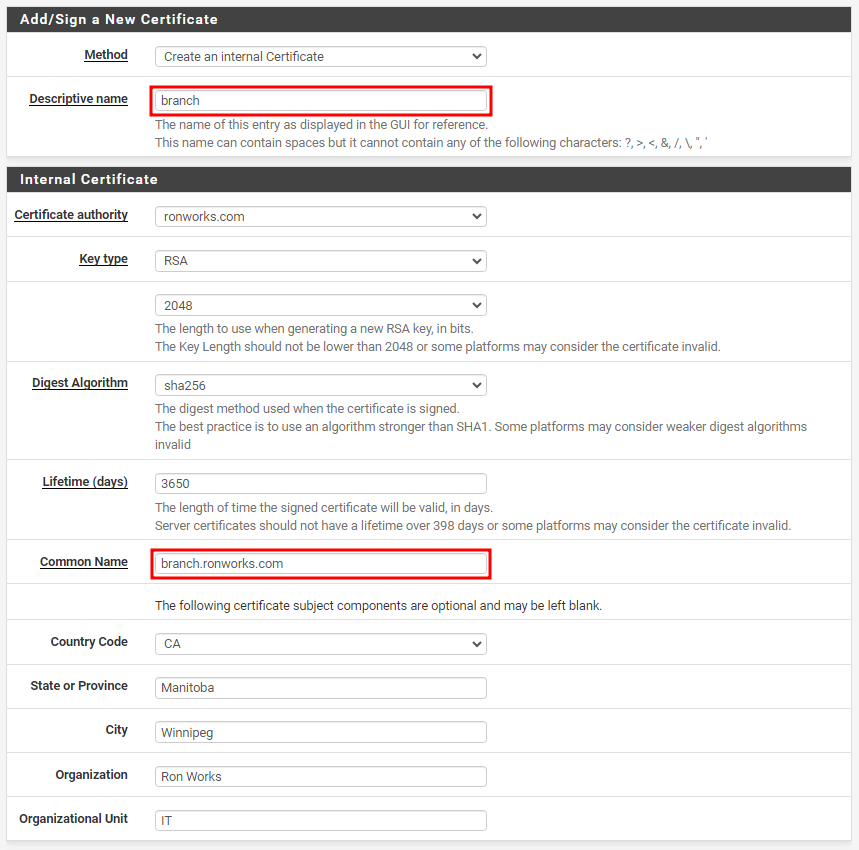 Add/Sign a New Certificate
Method
Create an internal Certificate
Descriptive name
branch
The name of this entry as displayed in the GUI for reference.
This name can contain spaces but it cannot contain any of the following characters: ?, >, <, &, /, \, ", '
Internal Certificate
Certificate authority
ronworks.com
Key type
RSA
2048
The length to use when generating a new RSA key, in bits.
The Key Length should not be lower than 2048 or some platforms may consider the certificate invalid.
Digest Algorithm
sha256
The digest method used when the certificate is signed.
The best practice is to use an algorithm stronger than SHA1. Some platforms may consider weaker digest algorithms
invalid
Lifetime (days)
3650
The length of time the signed certificate will be valid, in days.
Server certificates should not have a lifetime over 398 days or some platforms may consider the certificate invalid.
Common Name
branch.ronworks.com
The following certificate subject components are optional and may be left blank.
Country Code
CA
State or Province
Manitoba
City
Winnipeg
Organization
Ron Works
Organizational Unit
IT